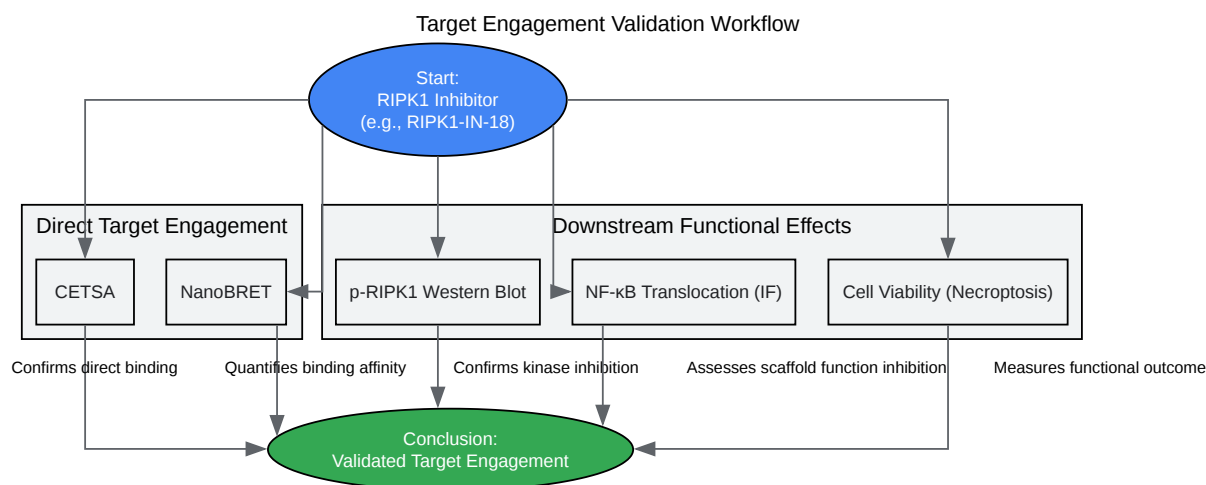 Target Engagement Validation Workflow
Start:
RIPK1 Inhibitor
(e.g., RIPK1-IN-18)
Direct Target Engagement
Downstream Functional Effects
CETSA
NanoBRET
p-RIPK1 Western Blot
NF-κB Translocation (IF)
Cell Viability (Necroptosis)
Confirms direct binding
Quantifies binding affinity
Confirms kinase inhibition
Assesses scaffold function inhibition
Measures functional outcome
Conclusion:
Validated Target Engagement